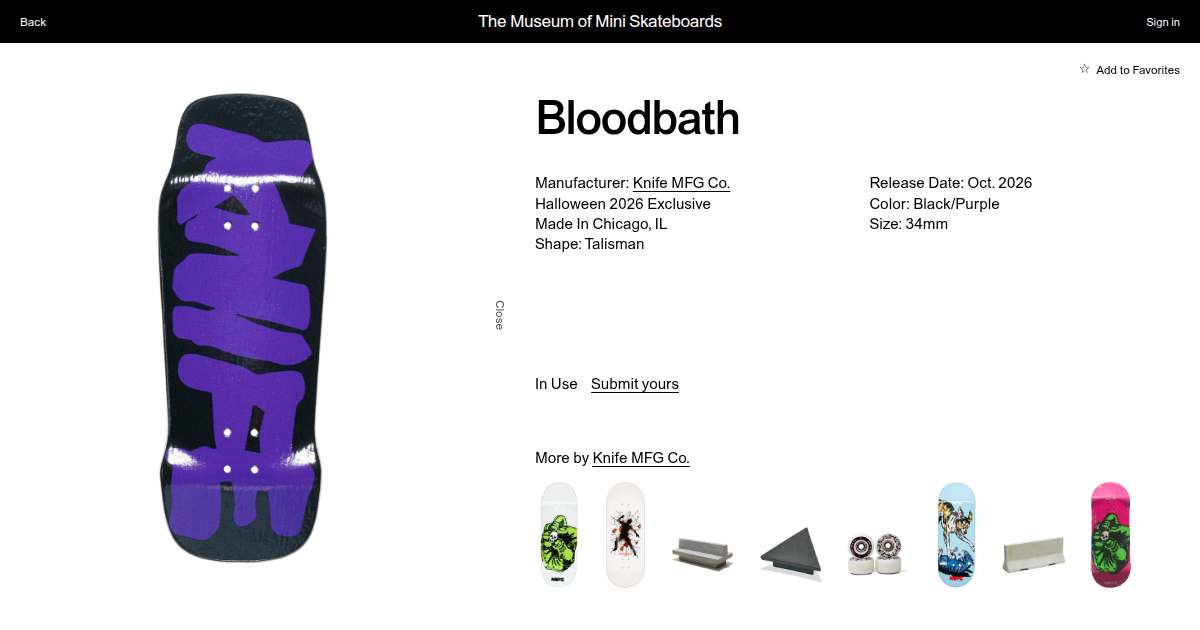 Back
The Museum of Mini Skateboards
Sign in
☆ Add to Favorites
KNIFE
Bloodbath
Manufacturer: Knife MFG Co.
Halloween 2026 Exclusive
Made In Chicago, IL
Shape: Talisman
Release Date: Oct. 2026
Color: Black/Purple
Size: 34mm
Close
In Use Submit yours
More by Knife MFG Co.